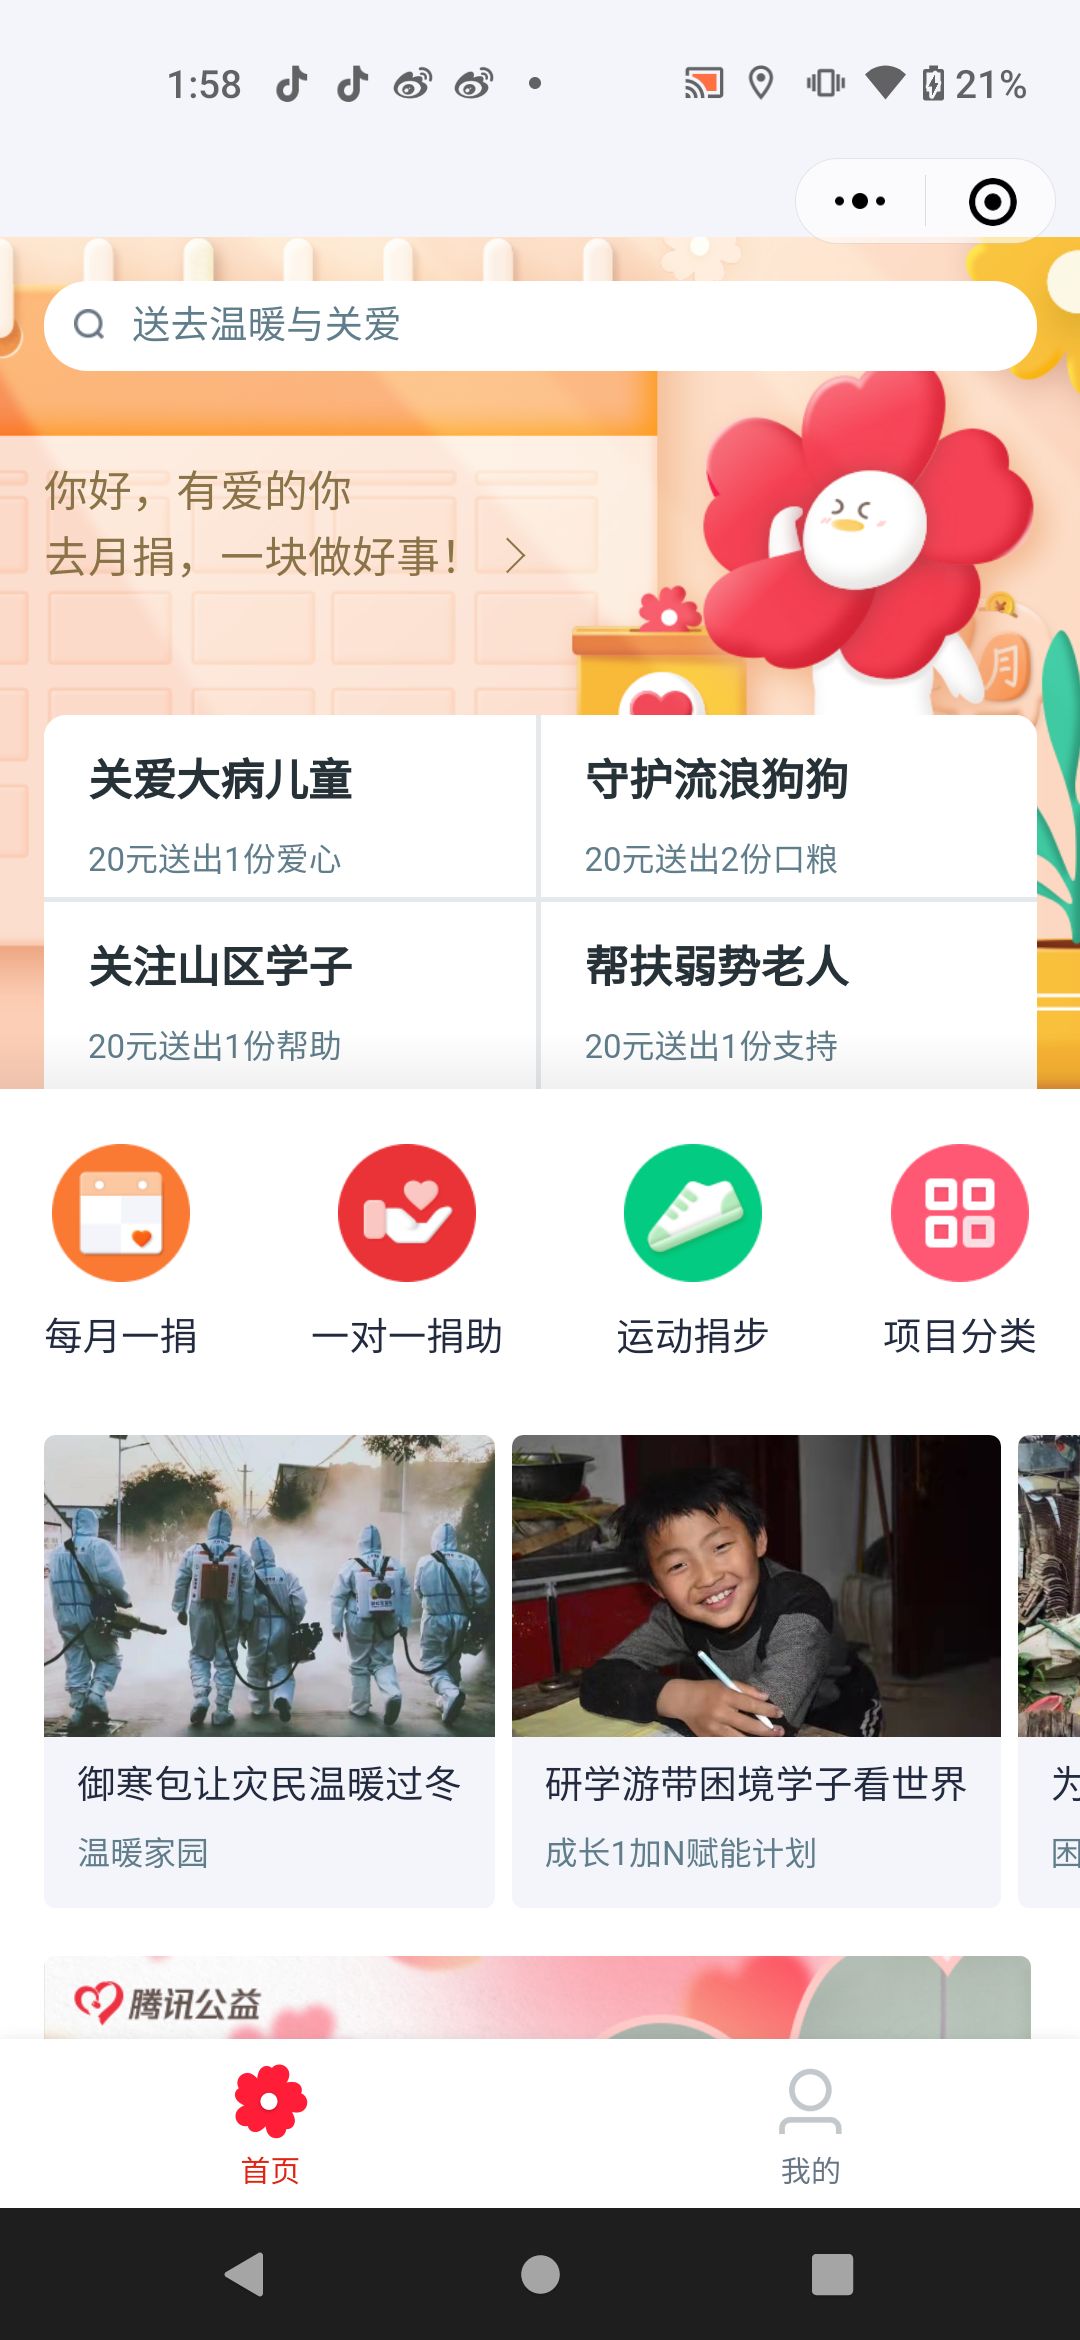 1:58
21%
送去温暖与关爱
你好，有爱的你
去月捐，一块做好事！
月
关爱大病儿童
守护流浪狗狗
20元送出1份爱心
20元送出2份口粮
关注山区学子
帮扶弱势老人
20元送出1份帮助
20元送出1份支持
每月一捐
一对一捐助
运动捐步
项目分类
御寒包让灾民温暖过冬
研学游带困境学子看世界
为
温暖家园
成长1加N赋能计划
困
腾讯公益
首页
我的